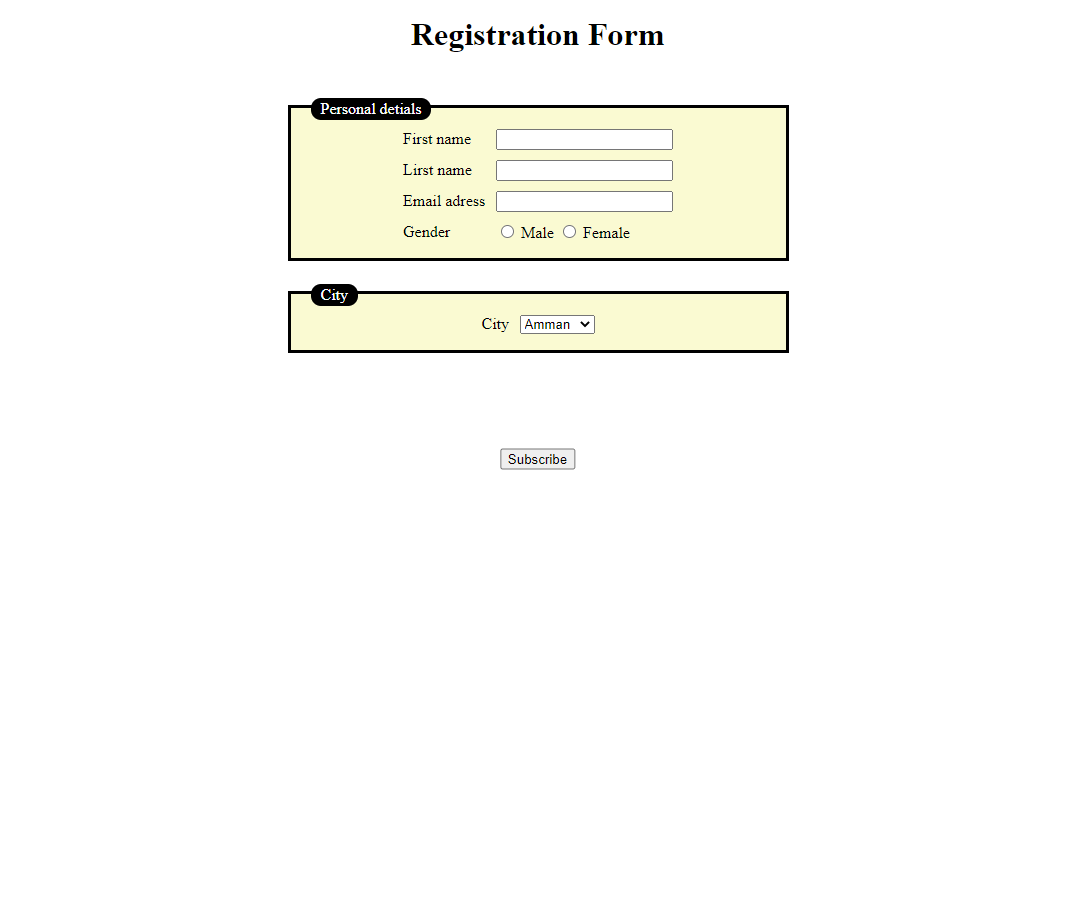 Registration Form
Personal detials
First name
Lirst name
Email adress
Gender Male Female
City
City Amman
Subscribe